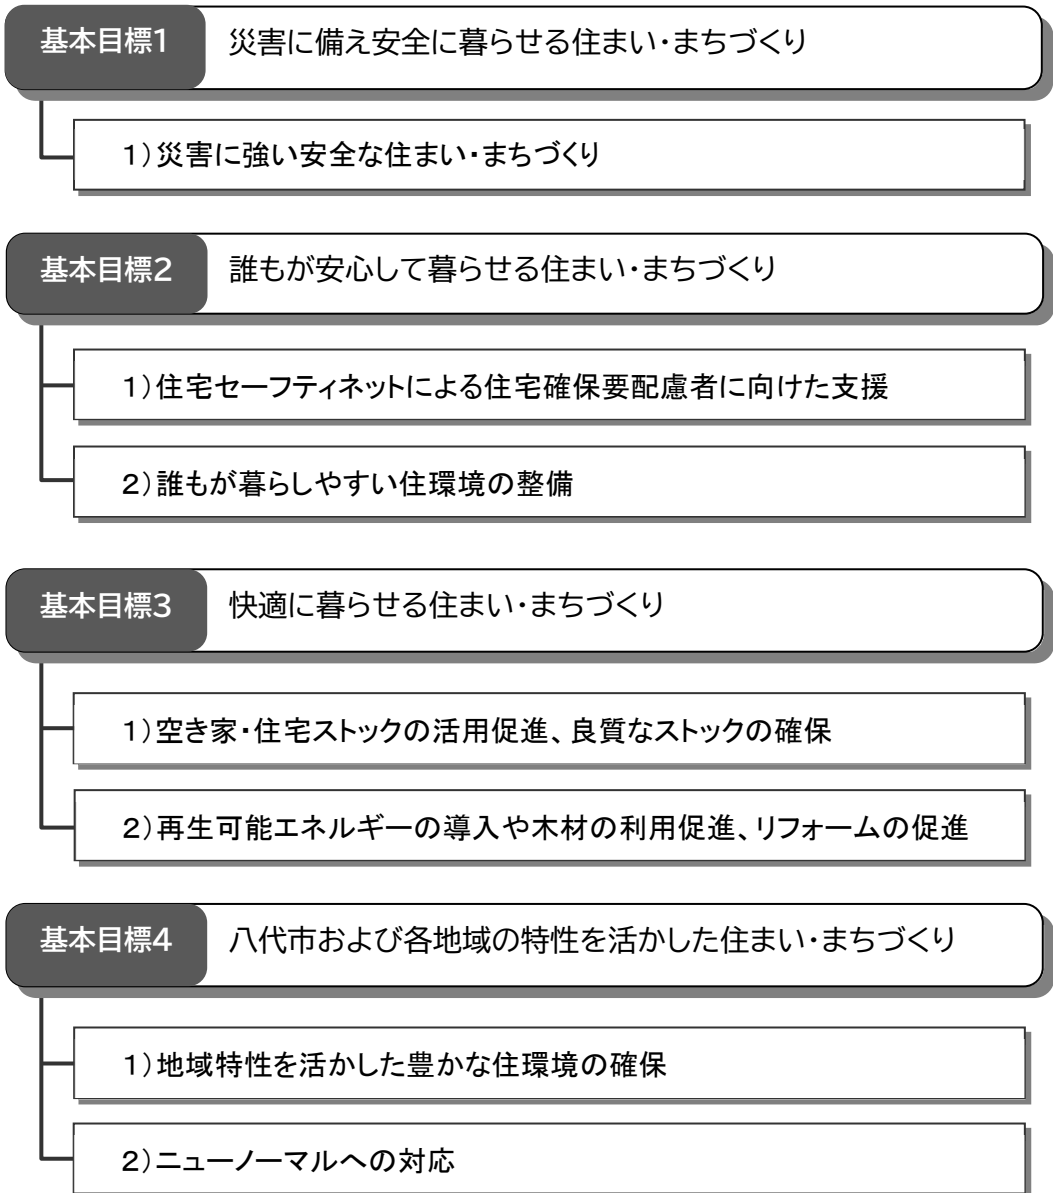 基本目標1 災害に備え安全に暮らせる住まい・まちづくり
1)災害に強い安全な住まい・まちづくり
基本目標2 誰もが安心して暮らせる住まい・まちづくり
1)住宅セーフティネットによる住宅確保要配慮者に向けた支援
2)誰もが暮らしやすい住環境の整備
基本目標3 快適に暮らせる住まい・まちづくり
1)空き家・住宅ストックの活用促進、良質なストックの確保
2)再生可能エネルギーの導入や木材の利用促進、リフォームの促進
基本目標4 八代市および各地域の特性を活かした住まい・まちづくり
1)地域特性を活かした豊かな住環境の確保
2)ニューノーマルへの対応